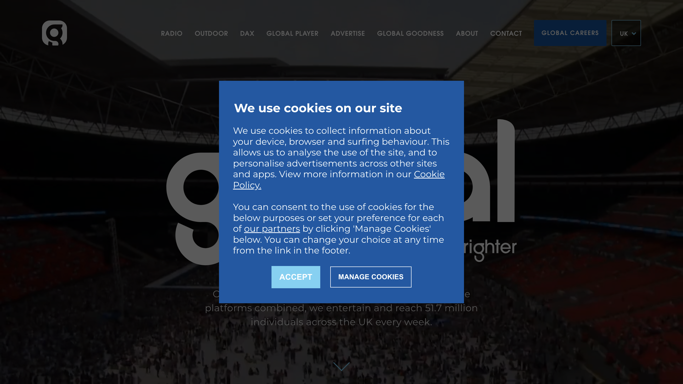 RADIO OUTDOOR DAX GLOBAL PLAYER ADVERTISE GLOBAL GOODNESS ABOUT CONTACT GLOBAL CAREERS UK
We use cookies on our site
We use cookies to collect information about
your device, browser and surfing behaviour. This
allows us to analyse the use of the site, and to
personalise advertisements across other sites
and apps. View more information in our Cookie
Policy.
You can consent to the use of cookies for the
below purposes or set your preference for each
of our partners by clicking 'Manage Cookies'
below. You can change your choice at any time
from the link in the footer.
ACCEPT MANAGE COOKIES
platforms combined, we entertain and reach 51.7 million
individuals across the UK every week.